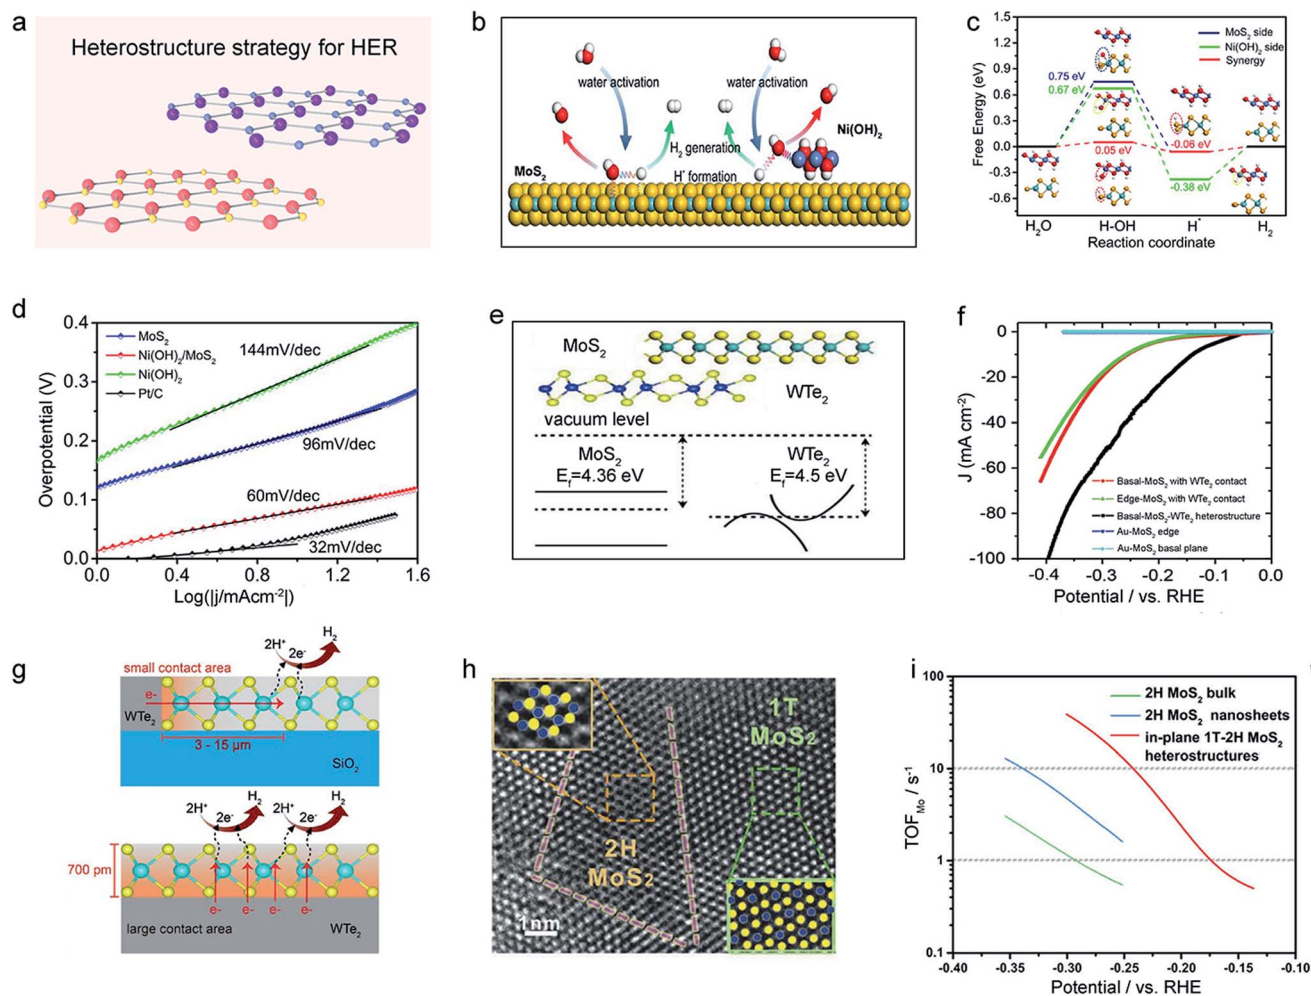 a
Heterostructure strategy for HER
b
water activation
water activation
Ni(OH)₂
H₂ generation
MoS₂
H* formation
c
MoS₂ side
Ni(OH)₂ side
Synergy
Free Energy (eV)
1.5
1.2
0.9
0.6
0.3
0.0
-0.3
-0.6
0.75 eV
0.67 eV
0.05 eV
-0.06 eV
-0.38 eV
H₂O
H-OH
H*
H₂
Reaction coordinate
d
MoS₂
Ni(OH)₂/MoS₂
Ni(OH)₂
Pt/C
144mV/dec
96mV/dec
60mV/dec
32mV/dec
Overpotential (V)
0.4
0.3
0.2
0.1
0.0
0.0
0.4
0.8
1.2
1.6
Log(|j/mAcm⁻²|)
e
MoS₂
WTe₂
vacuum level
MoS₂
E_f=4.36 eV
WTe₂
E_f=4.5 eV
f
J (mA cm⁻²)
0
-20
-40
-60
-80
-100
Basal-MoS₂ with WTe₂ contact
Edge-MoS₂ with WTe₂ contact
Basal-MoS₂-WTe₂ heterostructure
Au-MoS₂ edge
Au-MoS₂ basal plane
-0.4
-0.3
-0.2
-0.1
0.0
Potential / vs. RHE
g
H₂
2H⁺
2e⁻
small contact area
e-
WTe₂
3 - 15 µm
SiO₂
H₂
H₂
2H⁺
2e⁻
2H⁺
2e⁻
700 pm
e-
e-
e-
e-
large contact area
WTe₂
h
1T
MoS₂
2H
MoS₂
1nm
i
TOF_Mo / s⁻¹
100
10
1
0.1
2H MoS₂ bulk
2H MoS₂ nanosheets
in-plane 1T-2H MoS₂
heterostructures
-0.40
-0.35
-0.30
-0.25
-0.20
-0.15
-0.10
Potential / vs. RHE